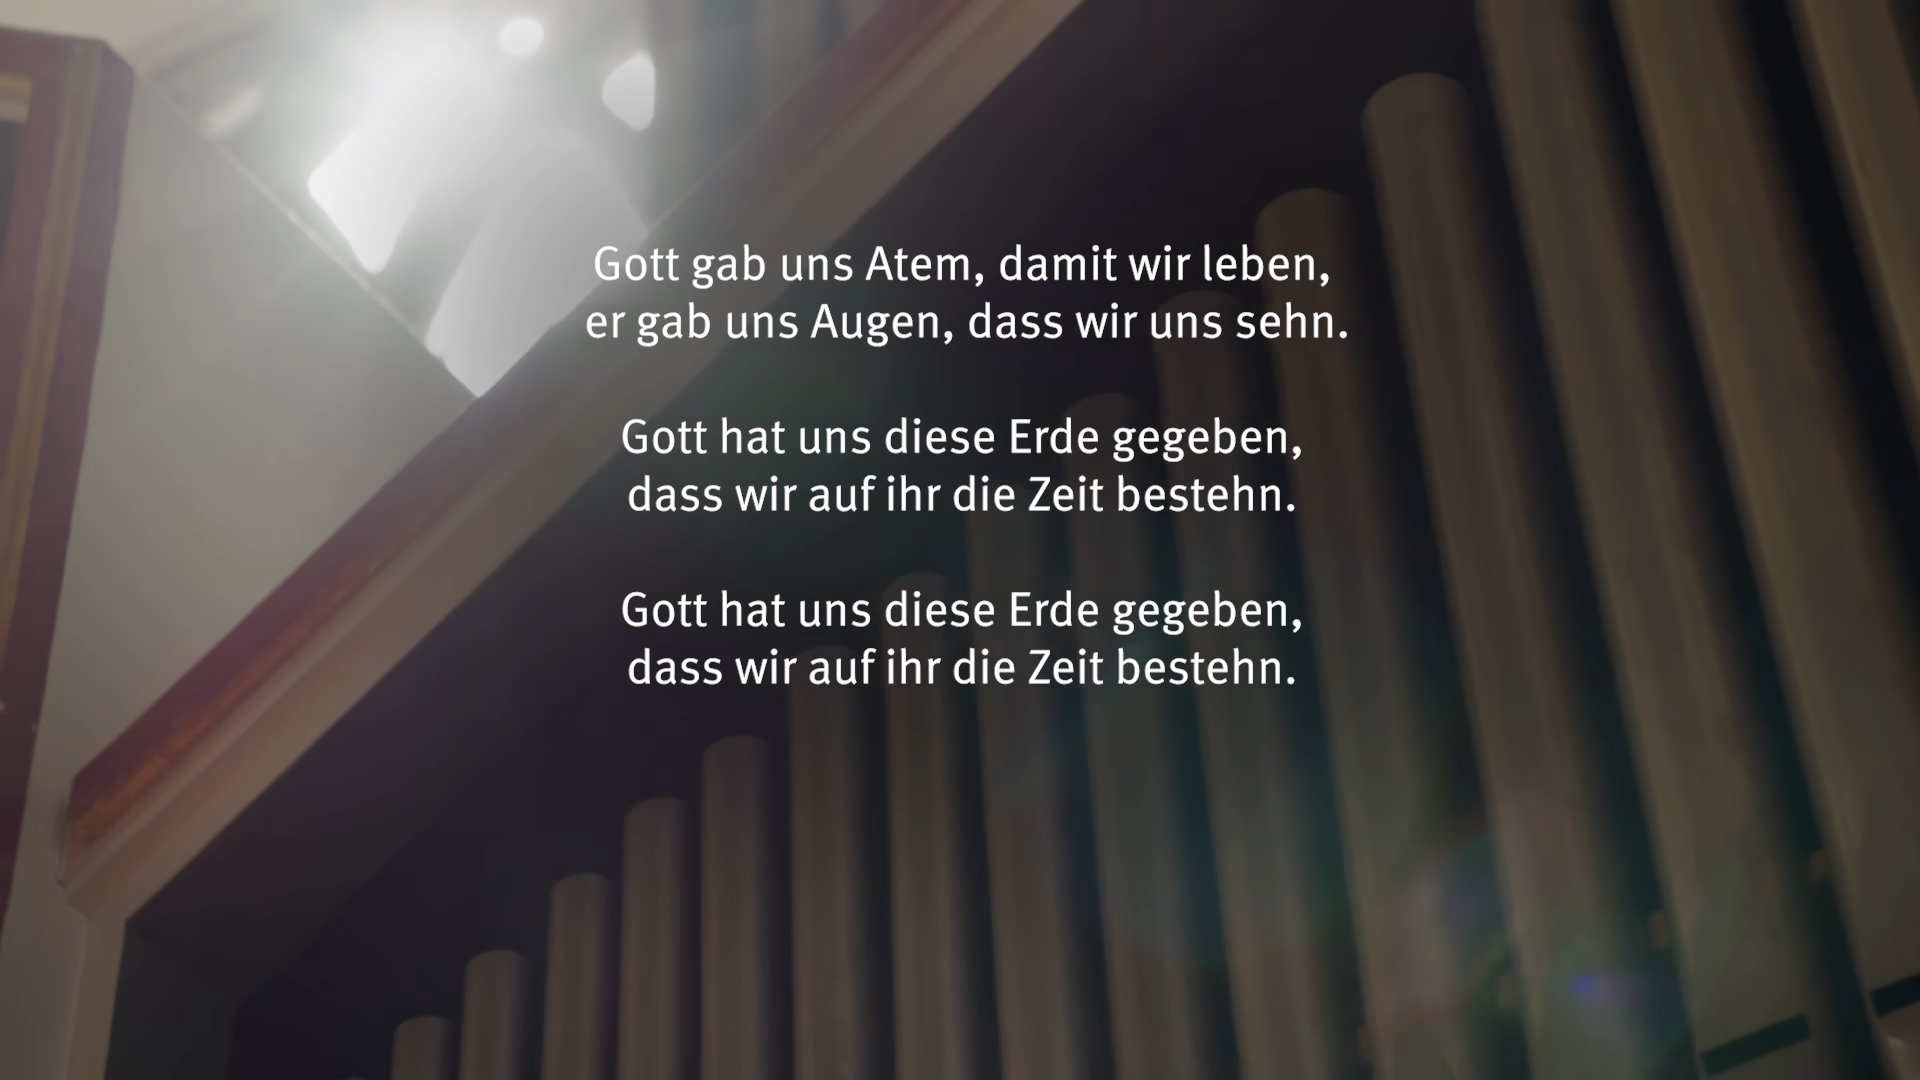 Gott gab uns Atem, damit wir leben,
er gab uns Augen, dass wir uns sehn.
Gott hat uns diese Erde gegeben,
dass wir auf ihr die Zeit bestehn.
Gott hat uns diese Erde gegeben,
dass wir auf ihr die Zeit bestehn.